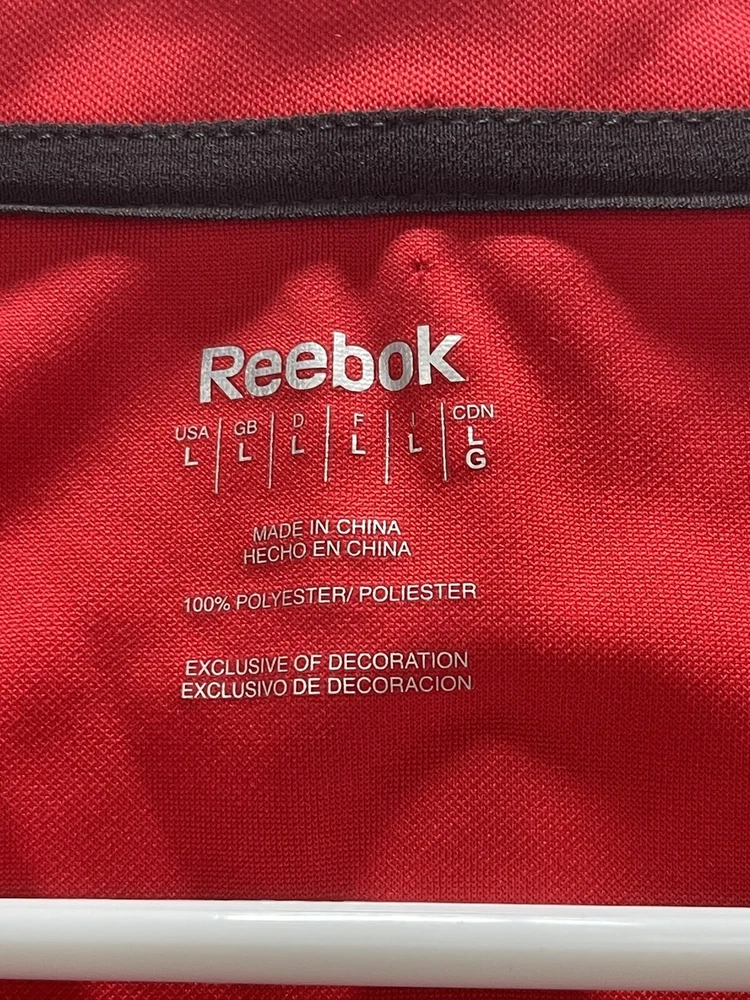 Reebok
USA GB D F I CDN
L L L L L L
G
MADE IN CHINA
HECHO EN CHINA
100% POLYESTER/ POLIESTER
EXCLUSIVE OF DECORATION
EXCLUSIVO DE DECORACION